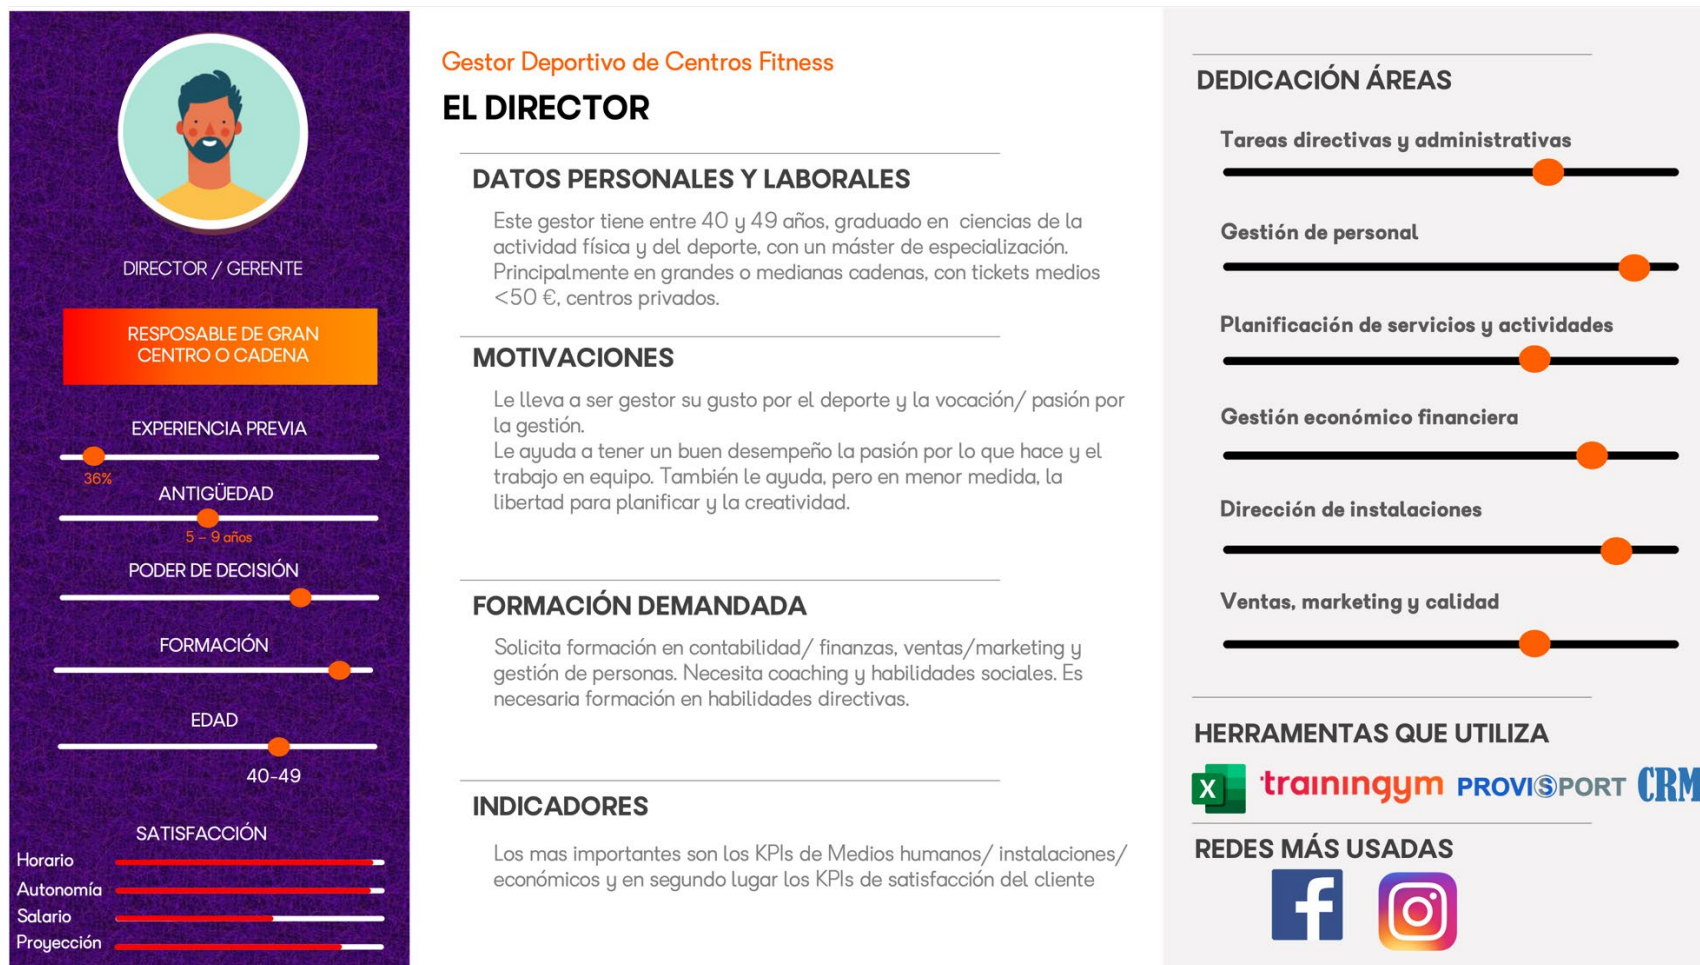 DIRECTOR / GERENTE
RESPOSABLE DE GRAN
CENTRO O CADENA
EXPERIENCIA PREVIA
36%
ANTIGÜEDAD
5 – 9 años
PODER DE DECISIÓN
FORMACIÓN
EDAD
40-49
SATISFACCIÓN
Horario
Autonomía
Salario
Proyección
Gestor Deportivo de Centros Fitness
EL DIRECTOR
DATOS PERSONALES Y LABORALES
Este gestor tiene entre 40 y 49 años, graduado en ciencias de la
actividad física y del deporte, con un máster de especialización.
Principalmente en grandes o medianas cadenas, con tickets medios
<50 €, centros privados.
MOTIVACIONES
Le lleva a ser gestor su gusto por el deporte y la vocación/ pasión por
la gestión.
Le ayuda a tener un buen desempeño la pasión por lo que hace y el
trabajo en equipo. También le ayuda, pero en menor medida, la
libertad para planificar y la creatividad.
FORMACIÓN DEMANDADA
Solicita formación en contabilidad/ finanzas, ventas/marketing y
gestión de personas. Necesita coaching y habilidades sociales. Es
necesaria formación en habilidades directivas.
INDICADORES
Los mas importantes son los KPIs de Medios humanos/ instalaciones/
económicos y en segundo lugar los KPIs de satisfacción del cliente
DEDICACIÓN ÁREAS
Tareas directivas y administrativas
Gestión de personal
Planificación de servicios y actividades
Gestión económico financiera
Dirección de instalaciones
Ventas, marketing y calidad
HERRAMENTAS QUE UTILIZA
X trainingym PROVISPORT CRM
REDES MÁS USADAS